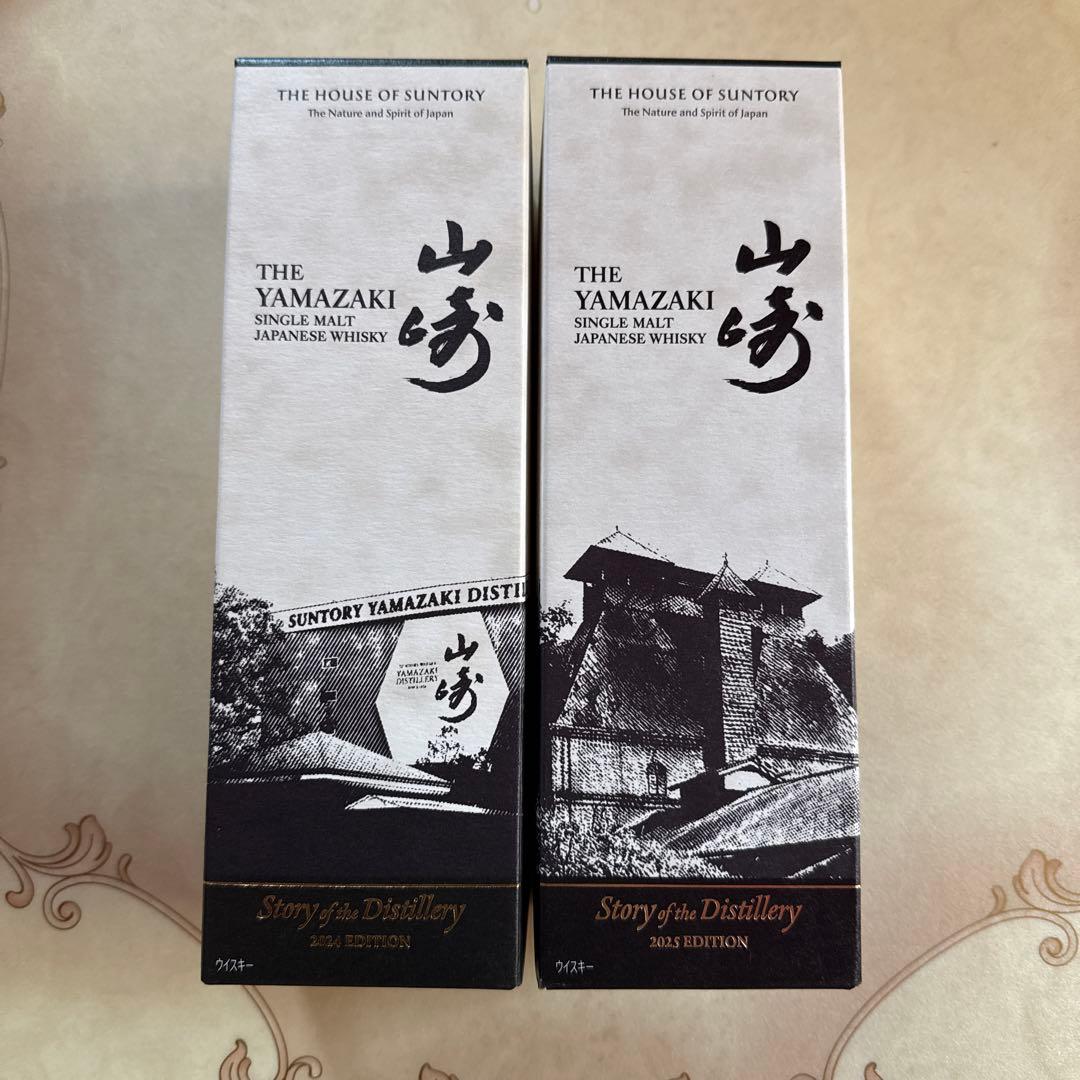 THE HOUSE OF SUNTORY
The Nature and Spirit of Japan
THE
YAMAZAKI
SINGLE MALT
JAPANESE WHISKY
山崎
SUNTORY YAMAZAKI DISTI
YAMAZAKI
DISTILLERY
山崎
Story of the Distillery
2024 EDITION
ウイスキー
THE HOUSE OF SUNTORY
The Nature and Spirit of Japan
THE
YAMAZAKI
SINGLE MALT
JAPANESE WHISKY
山崎
Story of the Distillery
2025 EDITION
ウイスキー